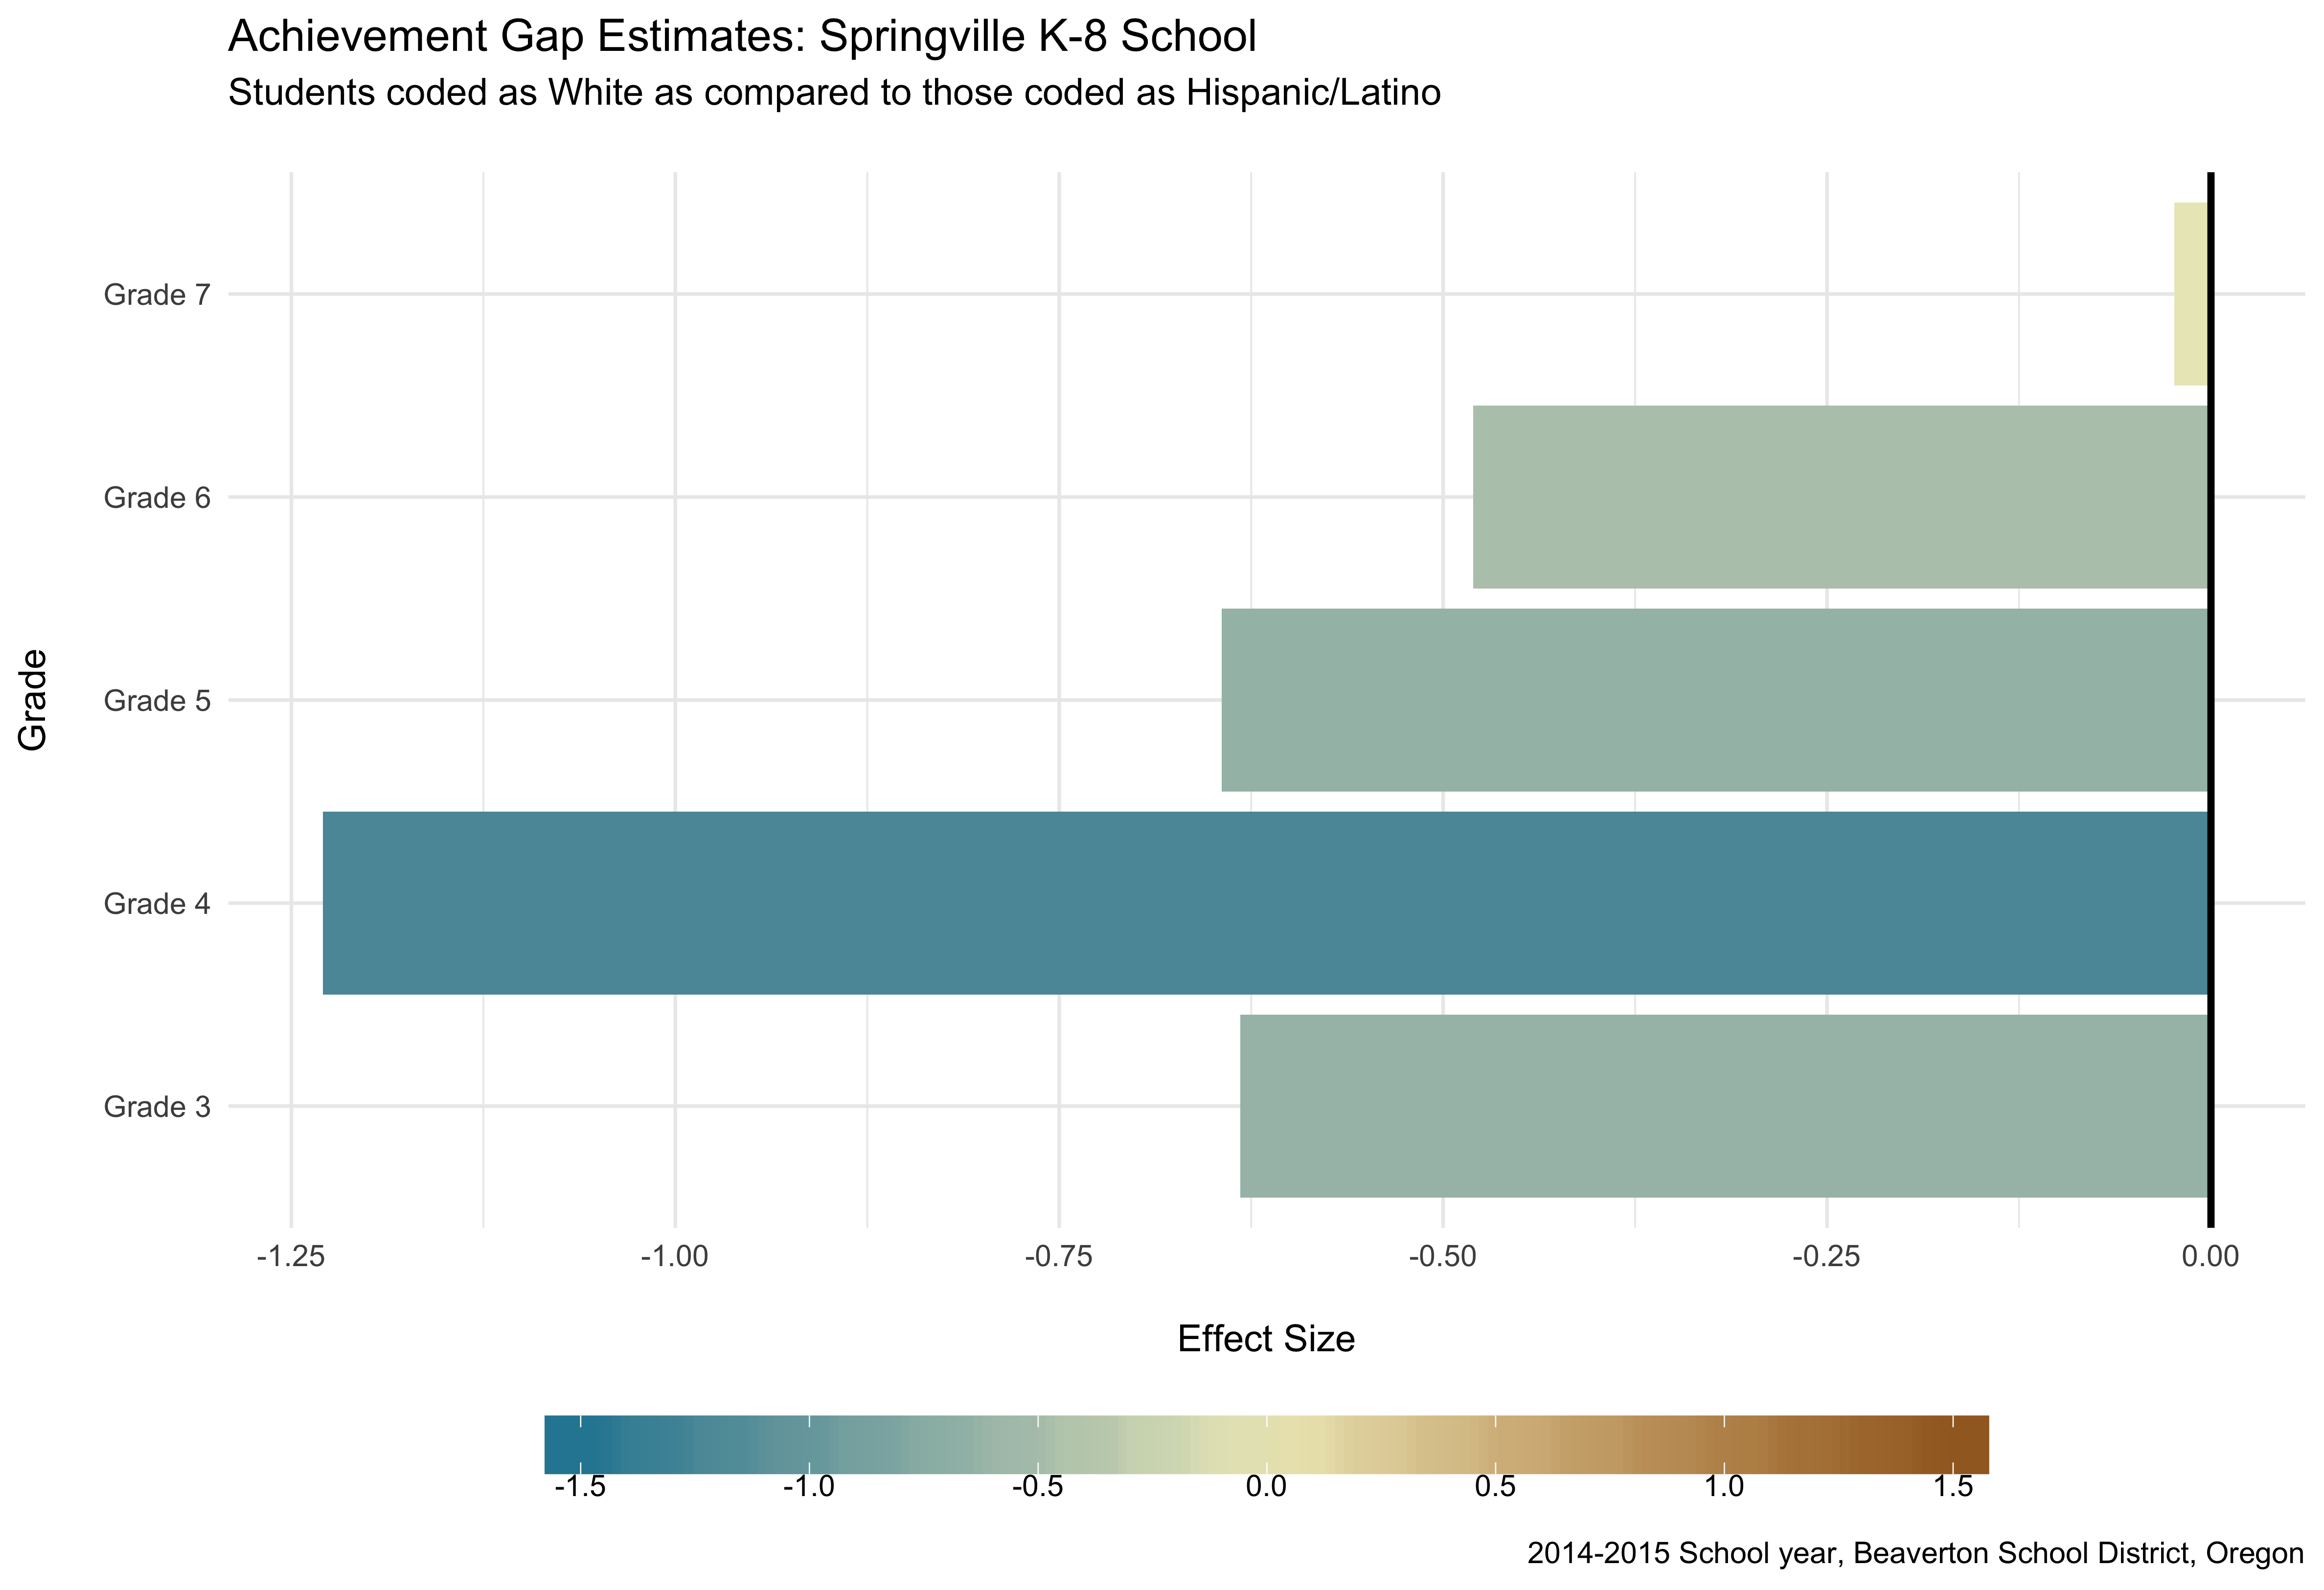 Achievement Gap Estimates: Springville K-8 School
Students coded as White as compared to those coded as Hispanic/Latino
Grade
Grade 7
Grade 6
Grade 5
Grade 4
Grade 3
-1.25 -1.00 -0.75 -0.50 -0.25 0.00
Effect Size
-1.5 -1.0 -0.5 0.0 0.5 1.0 1.5
2014-2015 School year, Beaverton School District, Oregon